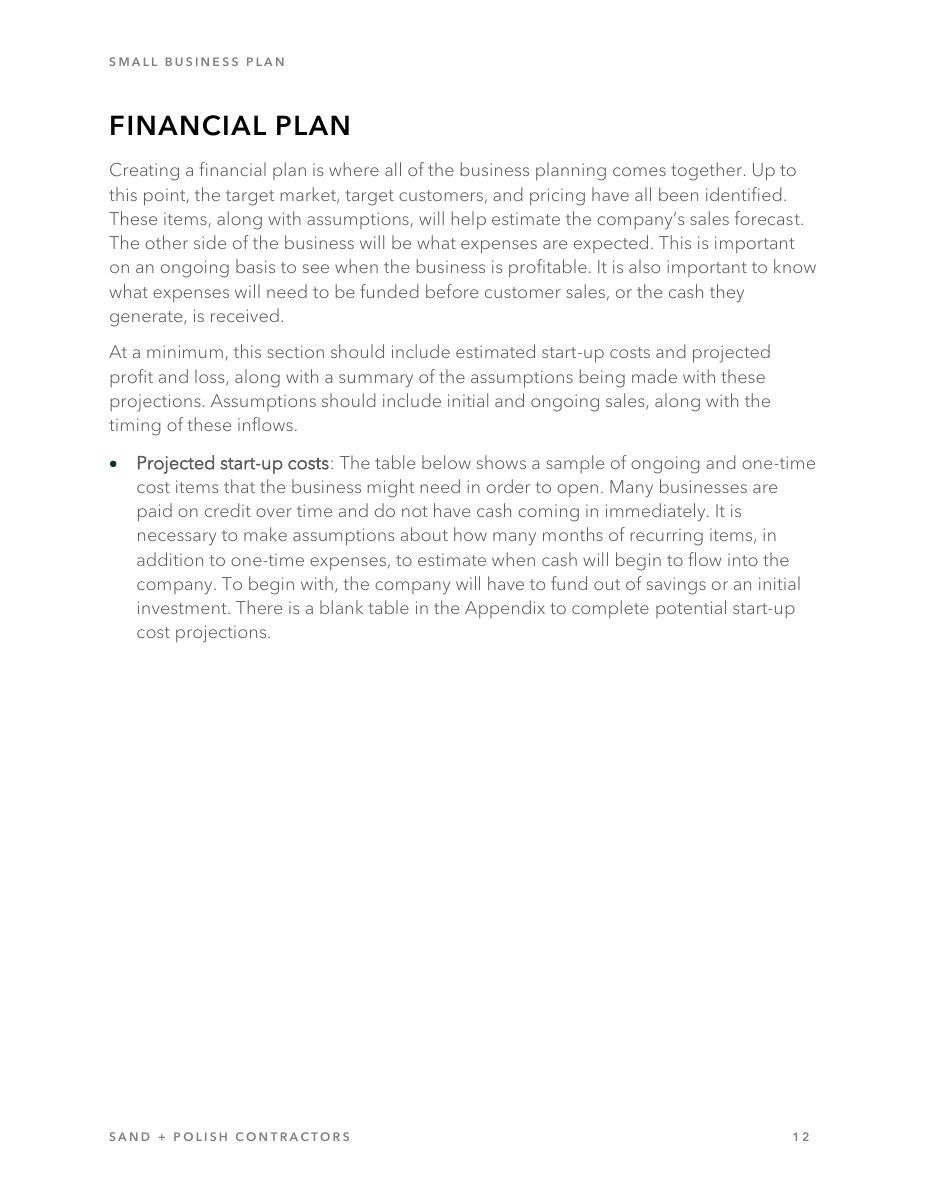 SMALL BUSINESS PLAN
FINANCIAL PLAN
Creating a financial plan is where all of the business planning comes together. Up to
this point, the target market, target customers, and pricing have all been identified.
These items, along with assumptions, will help estimate the company’s sales forecast.
The other side of the business will be what expenses are expected. This is important
on an ongoing basis to see when the business is profitable. It is also important to know
what expenses will need to be funded before customer sales, or the cash they
generate, is received.
At a minimum, this section should include estimated start-up costs and projected
profit and loss, along with a summary of the assumptions being made with these
projections. Assumptions should include initial and ongoing sales, along with the
timing of these inflows.
• Projected start-up costs: The table below shows a sample of ongoing and one-time
cost items that the business might need in order to open. Many businesses are
paid on credit over time and do not have cash coming in immediately. It is
necessary to make assumptions about how many months of recurring items, in
addition to one-time expenses, to estimate when cash will begin to flow into the
company. To begin with, the company will have to fund out of savings or an initial
investment. There is a blank table in the Appendix to complete potential start-up
cost projections.
SAND + POLISH CONTRACTORS 12